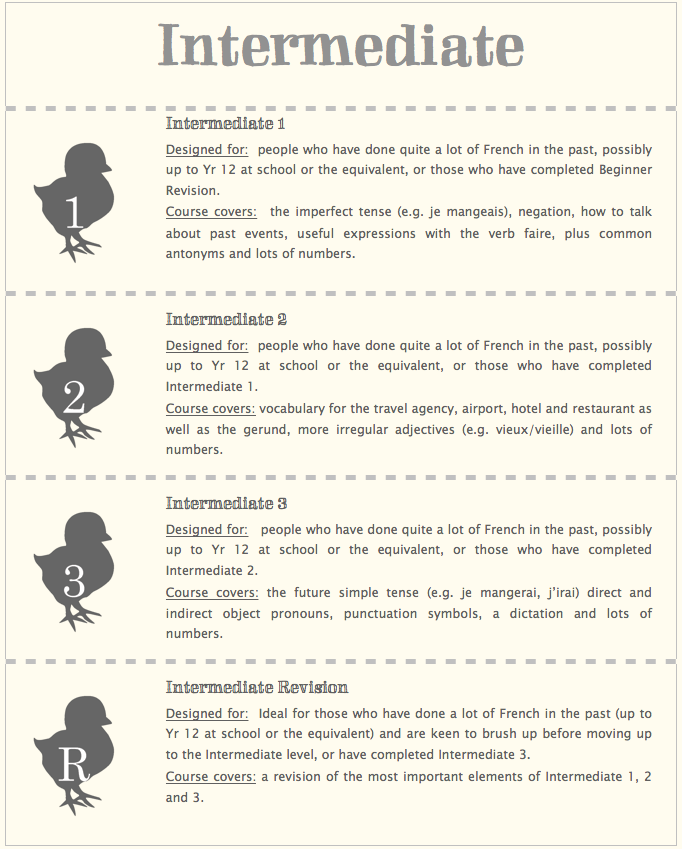 Intermediate
Intermediate 1
Designed for: people who have done quite a lot of French in the past, possibly
up to Yr 12 at school or the equivalent, or those who have completed Beginner
Revision.
1
Course covers: the imperfect tense (e.g. je mangeais), negation, how to talk
about past events, useful expressions with the verb faire, plus common
antonyms and lots of numbers.
Intermediate 2
Designed for: people who have done quite a lot of French in the past, possibly
up to Yr 12 at school or the equivalent, or those who have completed
Intermediate 1.
2
Course covers: vocabulary for the travel agency, airport, hotel and restaurant as
well as the gerund, more irregular adjectives (e.g. vieux/vieille) and lots of
numbers.
Intermediate 3
Designed for: people who have done quite a lot of French in the past, possibly
up to Yr 12 at school or the equivalent, or those who have completed
Intermediate 2.
3
Course covers: the future simple tense (e.g. je mangerai, j'irai) direct and
indirect object pronouns, punctuation symbols, a dictation and lots of
numbers.
Intermediate Revision
Designed for: Ideal for those who have done a lot of French in the past (up to
Yr 12 at school or the equivalent) and are keen to brush up before moving up
to the Intermediate level, or have completed Intermediate 3.
R
Course covers: a revision of the most important elements of Intermediate 1, 2
and 3.